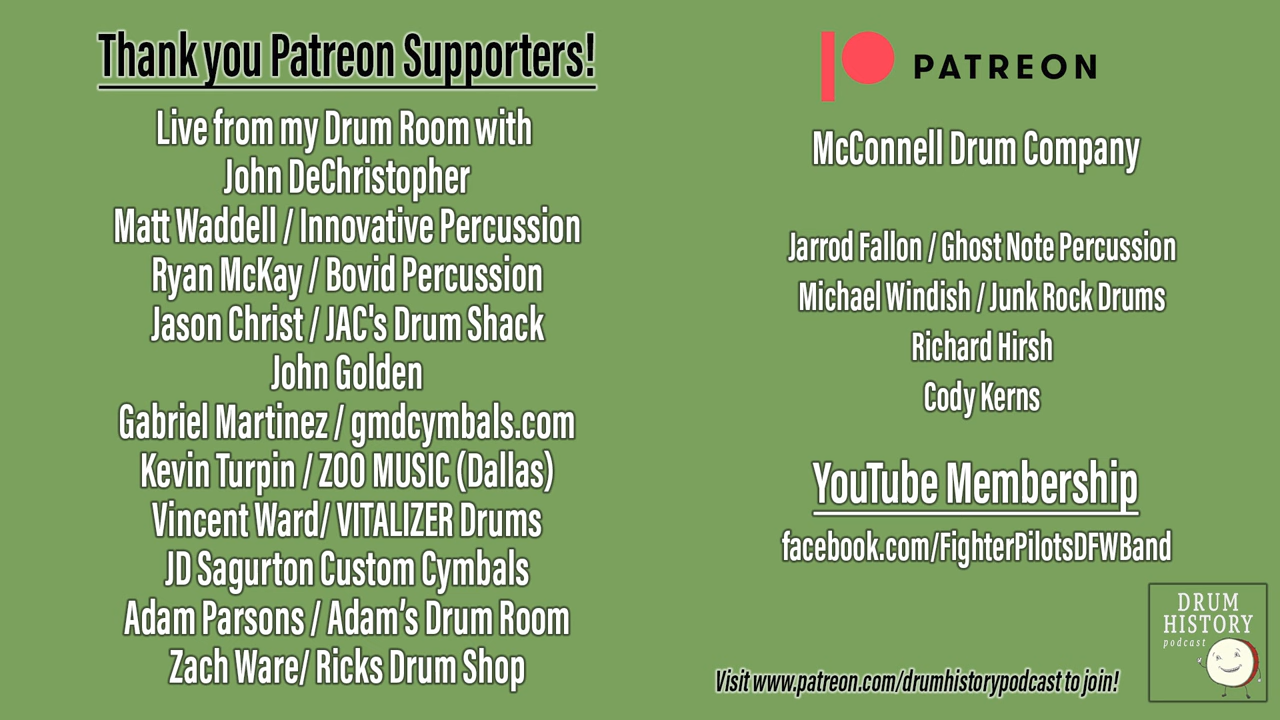 Thank you Patreon Supporters!
Live from my Drum Room with
John DeChristopher
Matt Waddell / Innovative Percussion
Ryan McKay / Bovid Percussion
Jason Christ / JAC's Drum Shack
John Golden
Gabriel Martinez / gmdcymbals.com
Kevin Turpin / ZOO MUSIC (Dallas)
Vincent Ward/ VITALIZER Drums
JD Sagurton Custom Cymbals
Adam Parsons / Adam’s Drum Room
Zach Ware/ Ricks Drum Shop
PATREON
McConnell Drum Company
Jarrod Fallon / Ghost Note Percussion
Michael Windish / Junk Rock Drums
Richard Hirsh
Cody Kerns
YouTube Membership
facebook.com/FighterPilotsDFWBand
DRUM
HISTORY
podcast
Visit www.patreon.com/drumhistorypodcast to join!